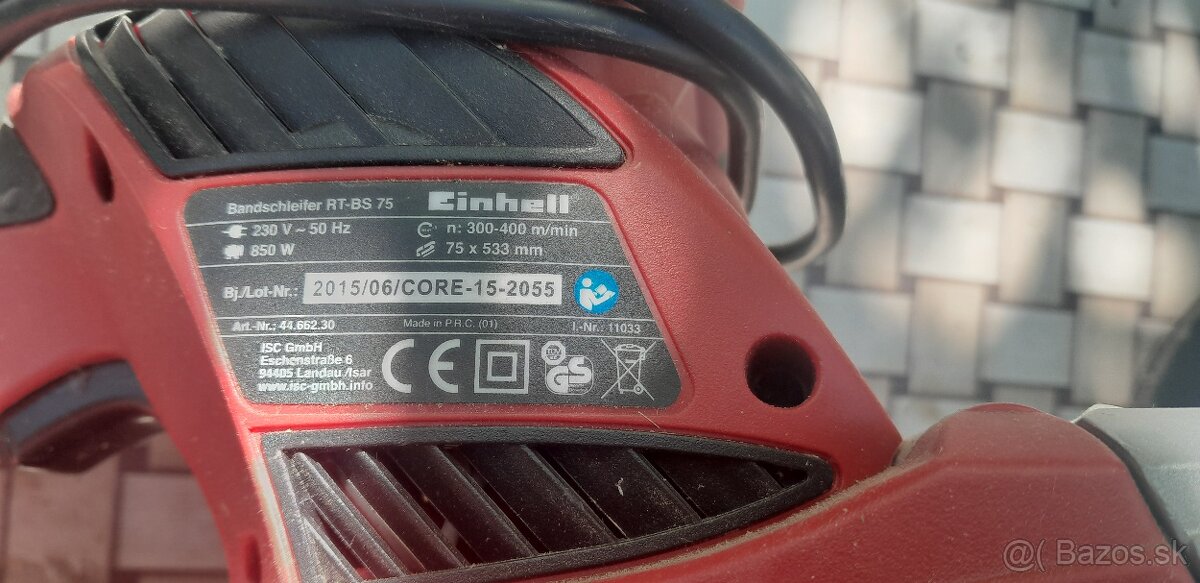 Bandschleifer RT-BS 75
Einhell
230 V ~ 50 Hz
n: 300-400 m/min
850 W
75 x 533 mm
Bj./Lot-Nr.: 2015/06/CORE-15-2055
Art.-Nr.: 44.662.30
Made in P.R.C. (01)
I.-Nr.: 11033
ISC GmbH
Eschenstraße 6
94405 Landau/Isar
www.isc-gmbh.info
CE
GS
@( Bazos.sk